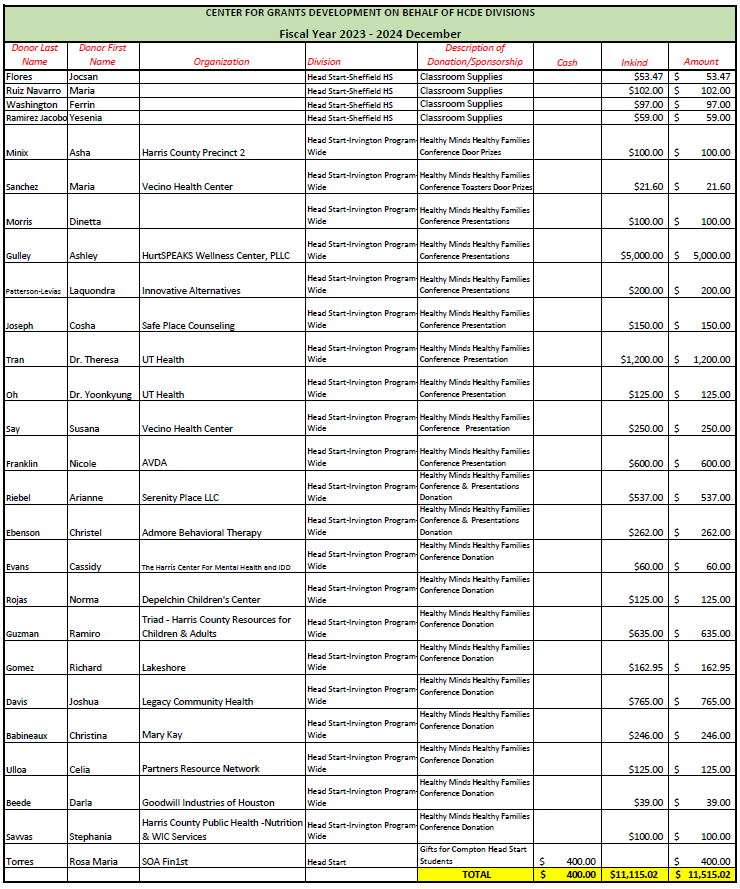 CENTER FOR GRANTS DEVELOPMENT ON BEHALF OF HCDE DIVISIONS
Fiscal Year 2023 - 2024 December
Donor Last Name Donor First Name Organization Division Description of Donation/Sponsorship Cash Inkind Amount
Flores Jocsan Head Start-Sheffield HS Classroom Supplies $53.47 $ 53.47
Ruiz Navarro Maria Head Start-Sheffield HS Classroom Supplies $102.00 $ 102.00
Washington Ferrin Head Start-Sheffield HS Classroom Supplies $97.00 $ 97.00
Ramirez Jacobo Yesenia Head Start-Sheffield HS Classroom Supplies $59.00 $ 59.00
Minix Asha Harris County Precinct 2 Head Start-Irvington Program-Wide Healthy Minds Healthy Families Conference Door Prizes $100.00 $ 100.00
Sanchez Maria Vecino Health Center Head Start-Irvington Program-Wide Healthy Minds Healthy Families Conference Toasters Door Prizes $21.60 $ 21.60
Morris Dinetta Head Start-Irvington Program-Wide Healthy Minds Healthy Families Conference Presentations $100.00 $ 100.00
Gulley Ashley HurtSPEAKS Wellness Center, PLLC Head Start-Irvington Program-Wide Healthy Minds Healthy Families Conference Presentations $5,000.00 $ 5,000.00
Patterson-Levias Laquondra Innovative Alternatives Head Start-Irvington Program-Wide Healthy Minds Healthy Families Conference Presentations $200.00 $ 200.00
Joseph Cosha Safe Place Counseling Head Start-Irvington Program-Wide Healthy Minds Healthy Families Conference Presentation $150.00 $ 150.00
Tran Dr. Theresa UT Health Head Start-Irvington Program-Wide Healthy Minds Healthy Families Conference Presentation $1,200.00 $ 1,200.00
Oh Dr. Yoonkyung UT Health Head Start-Irvington Program-Wide Healthy Minds Healthy Families Conference Presentation $125.00 $ 125.00
Say Susana Vecino Health Center Head Start-Irvington Program-Wide Healthy Minds Healthy Families Conference Presentation $250.00 $ 250.00
Franklin Nicole AVDA Head Start-Irvington Program-Wide Healthy Minds Healthy Families Conference Presentation $600.00 $ 600.00
Riebel Arianne Serenity Place LLC Head Start-Irvington Program-Wide Healthy Minds Healthy Families Conference & Presentations Donation $537.00 $ 537.00
Ebenson Christel Admore Behavioral Therapy Head Start-Irvington Program-Wide Healthy Minds Healthy Families Conference & Presentations Donation $262.00 $ 262.00
Evans Cassidy The Harris Center For Mental Health and IDD Head Start-Irvington Program-Wide Healthy Minds Healthy Families Conference Donation $60.00 $ 60.00
Rojas Norma Depelchin Children's Center Head Start-Irvington Program-Wide Healthy Minds Healthy Families Conference Donation $125.00 $ 125.00
Guzman Ramiro Triad - Harris County Resources for Children & Adults Head Start-Irvington Program-Wide Healthy Minds Healthy Families Conference Donation $635.00 $ 635.00
Gomez Richard Lakeshore Head Start-Irvington Program-Wide Healthy Minds Healthy Families Conference Donation $162.95 $ 162.95
Davis Joshua Legacy Community Health Head Start-Irvington Program-Wide Healthy Minds Healthy Families Conference Donation $765.00 $ 765.00
Babineaux Christina Mary Kay Head Start-Irvington Program-Wide Healthy Minds Healthy Families Conference Donation $246.00 $ 246.00
Ulloa Celia Partners Resource Network Head Start-Irvington Program-Wide Healthy Minds Healthy Families Conference Donation $125.00 $ 125.00
Beede Darla Goodwill Industries of Houston Head Start-Irvington Program-Wide Healthy Minds Healthy Families Conference Donation $39.00 $ 39.00
Savvas Stephania Harris County Public Health -Nutrition & WIC Services Head Start-Irvington Program-Wide Healthy Minds Healthy Families Conference Donation $100.00 $ 100.00
Torres Rosa Maria SOA Fin1st Head Start Gifts for Compton Head Start Students $ 400.00 $ 400.00
TOTAL $ 400.00 $11,115.02 $ 11,515.02